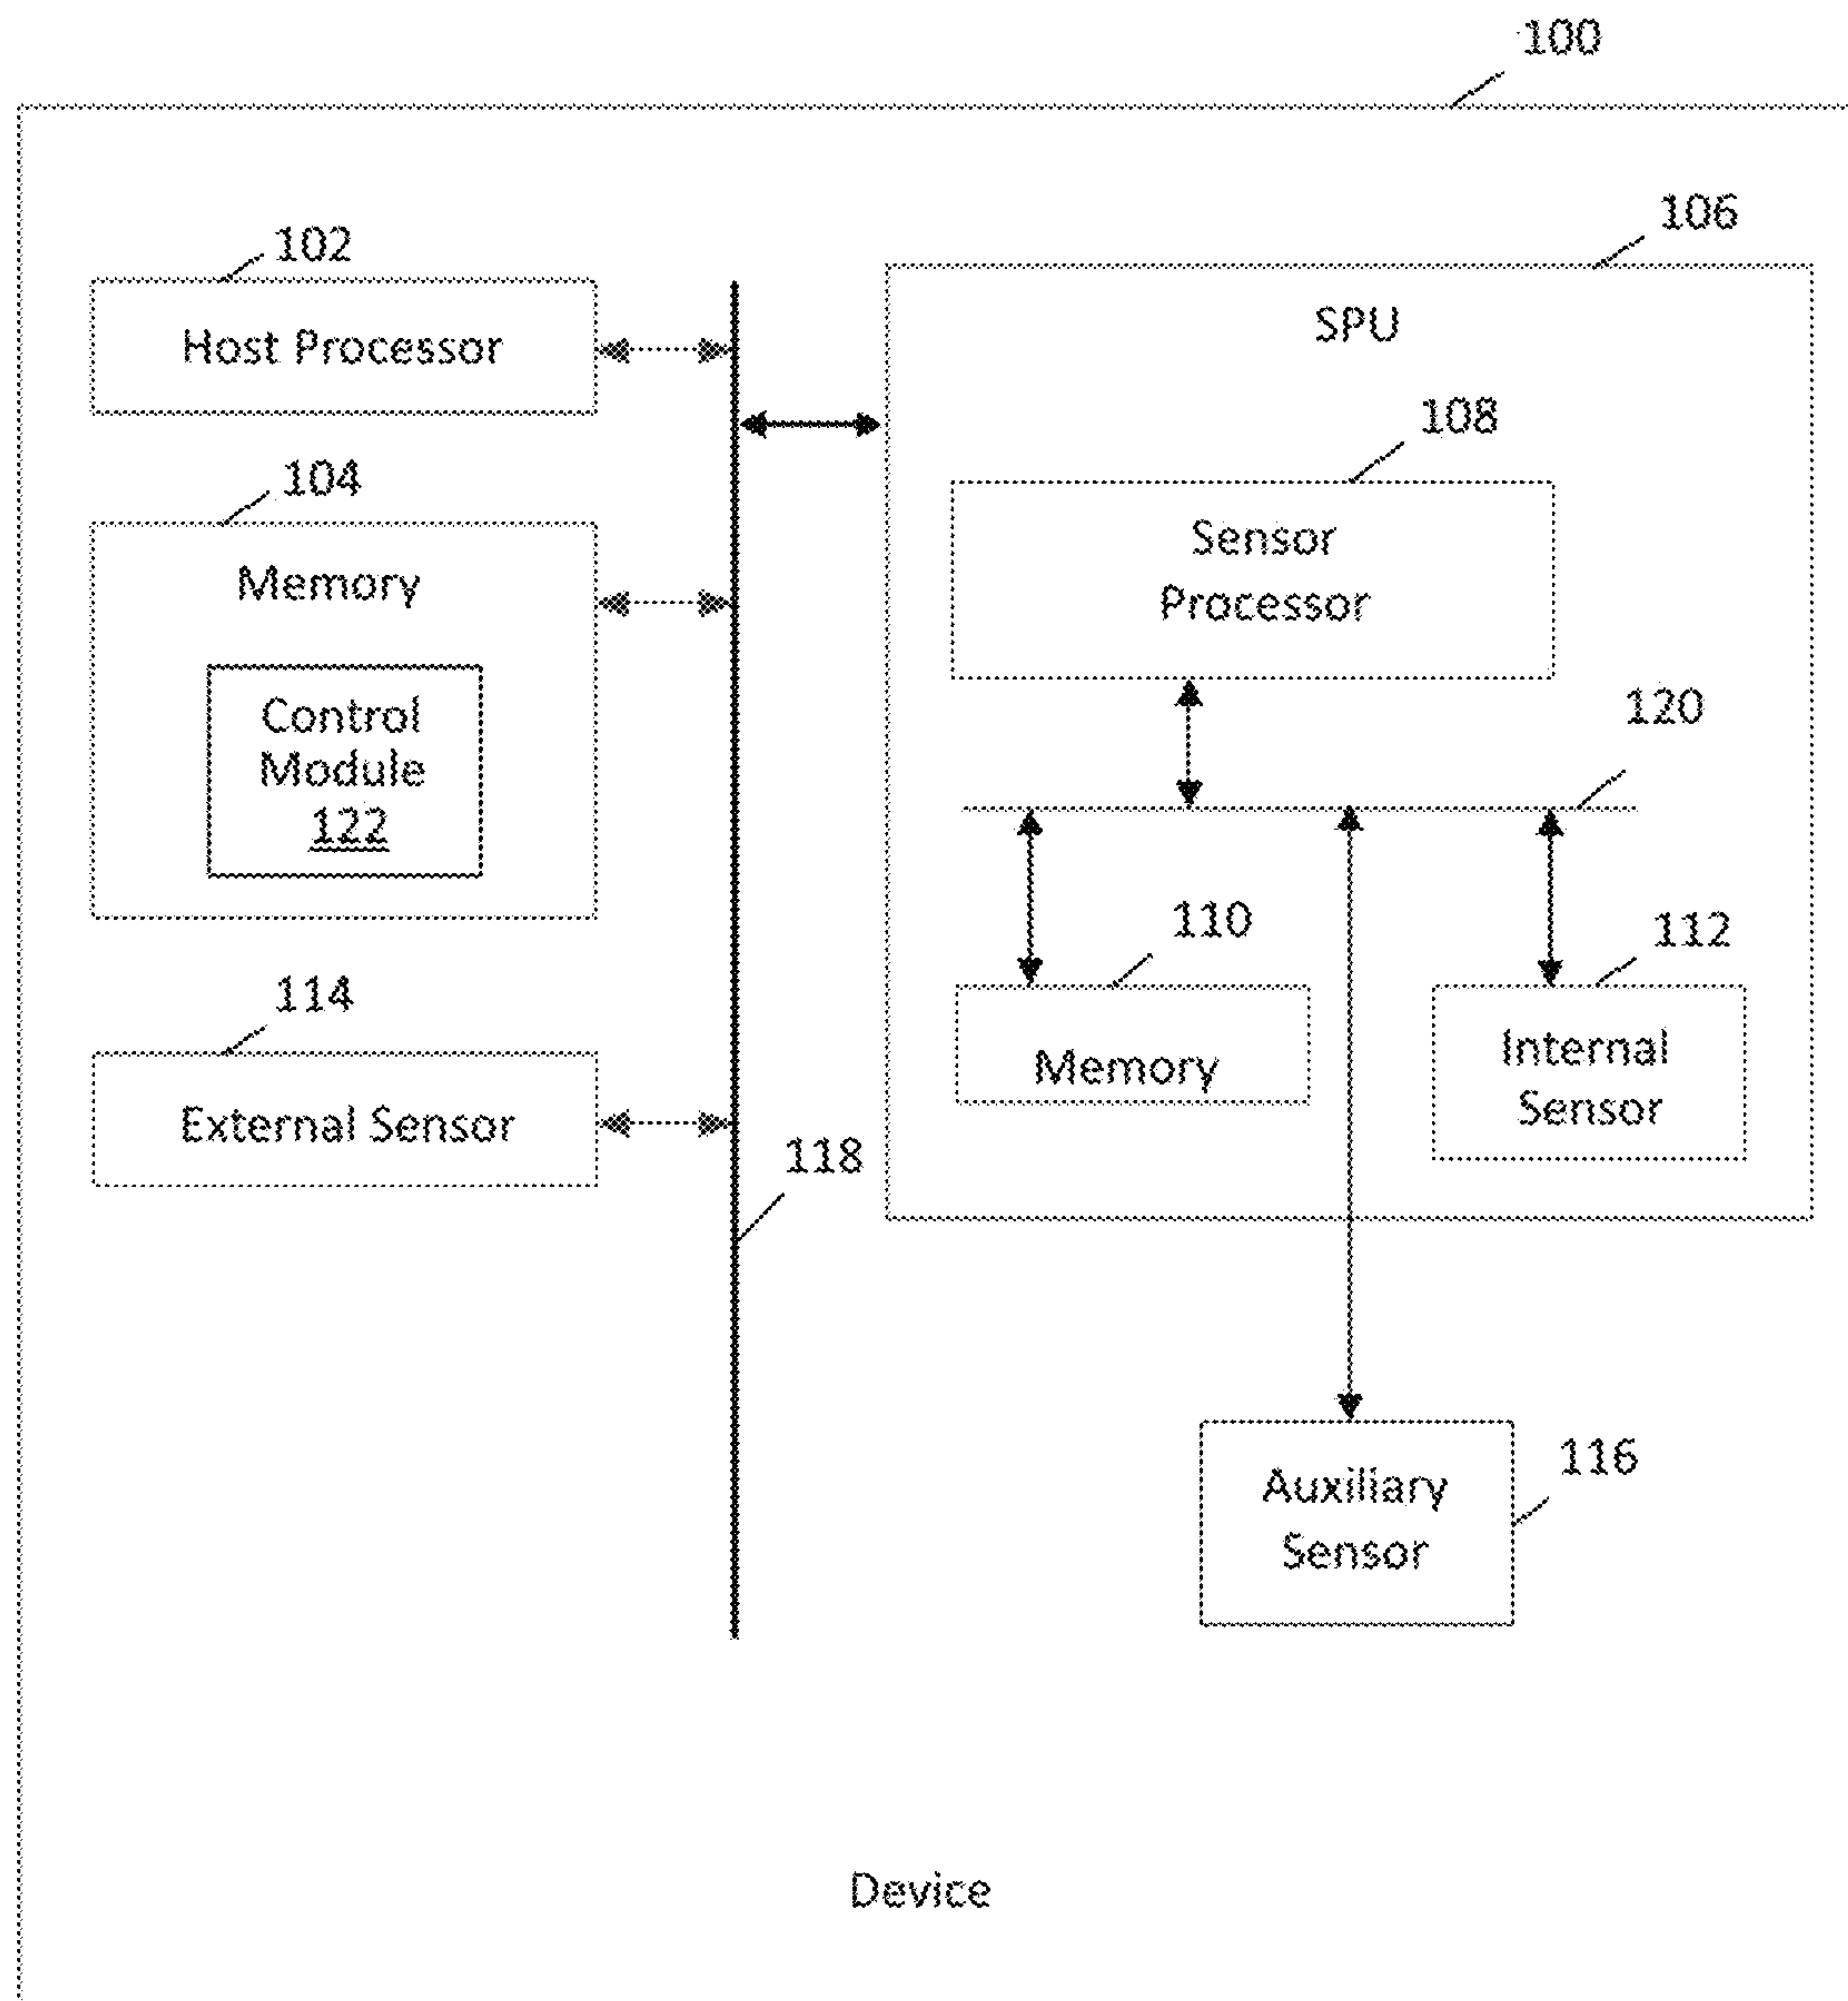 100
106
102
SPU
Host Processor
108
104
Sensor
Processor
Memory
Control
Module
122
120
110
112
114
Memory
Internal
Sensor
External Sensor
118
116
Auxiliary
Sensor
Device